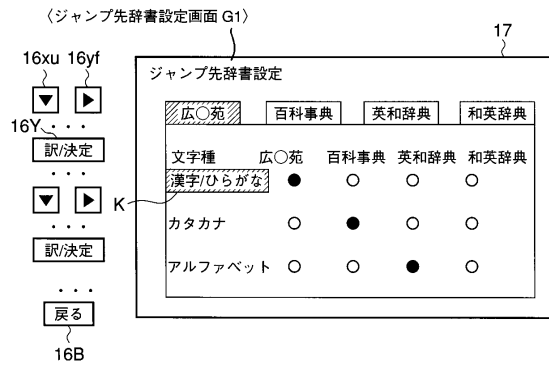 〈ジャンプ先辞書設定画面 G1〉
17
16xu 16yf
ジャンプ先辞書設定
▼ ▶
広〇苑 百科事典 英和辞典 和英辞典
16Y ・・・
訳/決定
文字種 広〇苑 百科事典 英和辞典 和英辞典
・・・
漢字/ひらがな ● ○ ○ ○
▼ ▶
K
カタカナ ○ ● ○ ○
・・・
訳/決定
アルファベット ○ ○ ● ○
・・・
戻る
16B